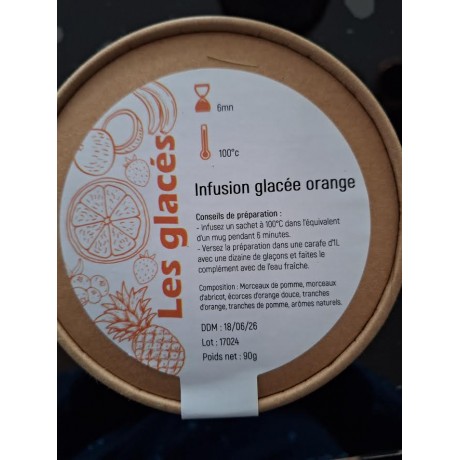 Les glacés
6mn
100°c
Infusion glacée orange
Conseils de préparation :
- Infusez un sachet à 100°C dans l'équivalent
d'un mug pendant 6 minutes.
- Versez la préparation dans une carafe d'1L
avec une dizaine de glaçons et faites le
complément avec de l'eau fraîche.
Composition : Morceaux de pomme, morceaux
d'abricot, écorces d'orange douce, tranches
d'orange, tranches de pomme, arômes naturels.
DDM : 18/06/26
Lot : 17024
Poids net : 90g